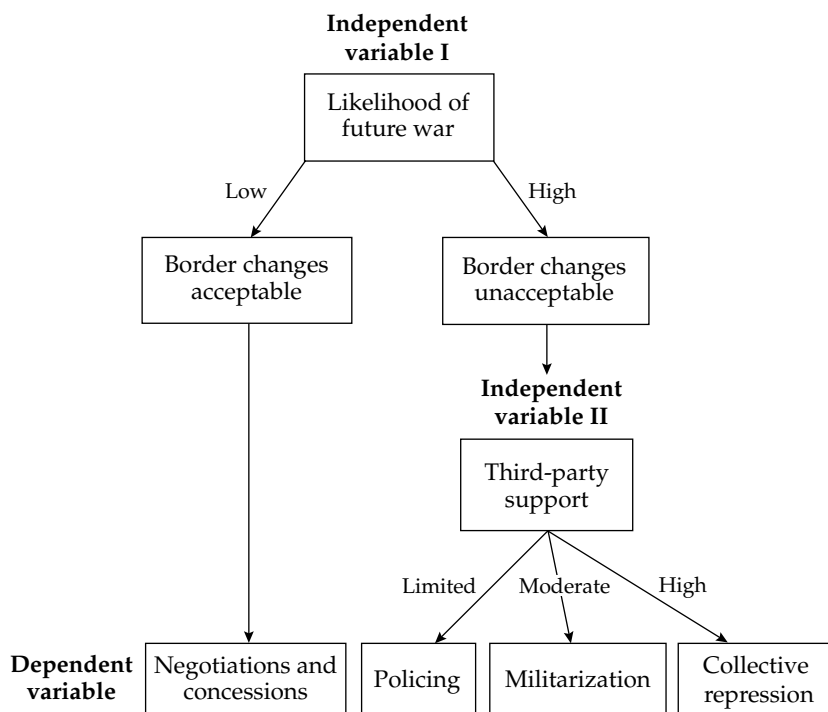 Independent
variable I
Likelihood of
future war
Low
High
Border changes
acceptable
Border changes
unacceptable
Independent
variable II
Third-party
support
Limited
Moderate
High
Dependent
variable
Negotiations and
concessions
Policing
Militarization
Collective
repression